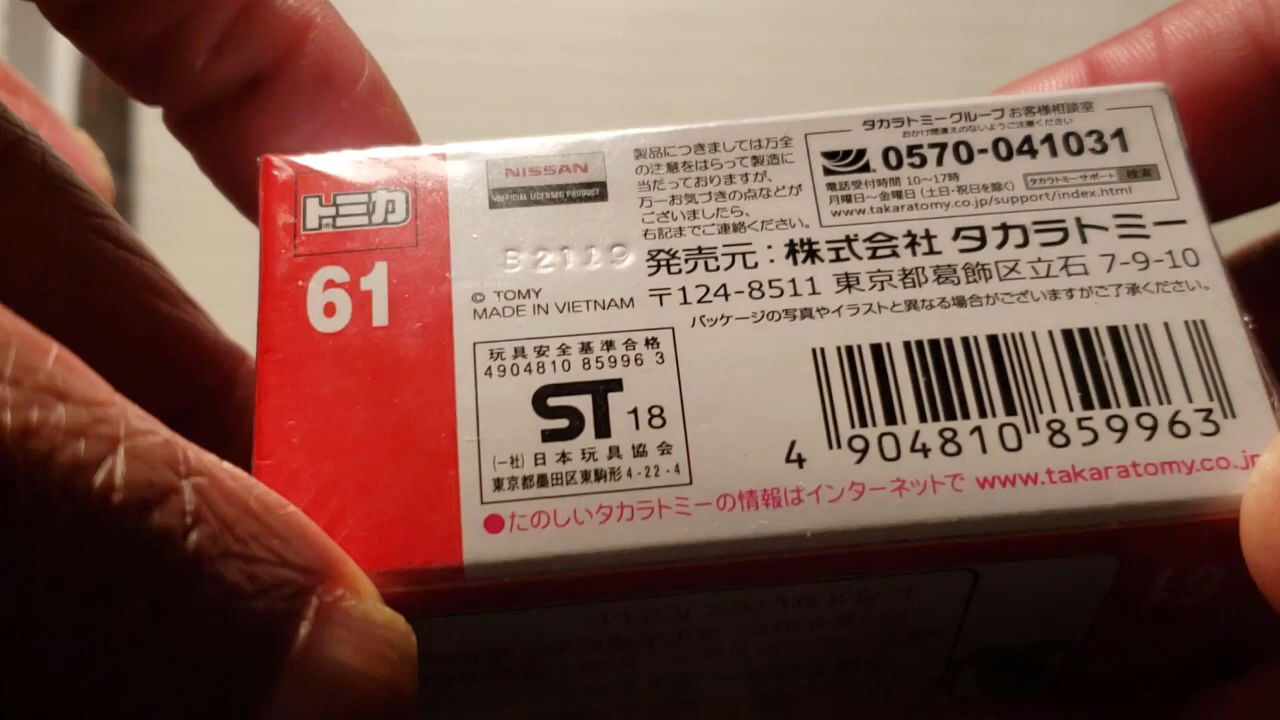 トミカ
61
NISSAN
OFFICIAL LICENSED PRODUCT
B2119
© TOMY
MADE IN VIETNAM
製品につきましては万全
の注意をはらって製造に
当だっておりますが、
万一お気づきの点などが
ございましたら、
右記までご連絡ください。
タカラトミーグループ お客様相談室
おかけ間違えのないようご注意ください
0570-041031
電話受付時間 10〜17時
月曜日〜金曜日 (土日・祝日を除く) タカラトミーサポート 検索
www.takaratomy.co.jp/support/index.html
発売元：株式会社 タカラトミー
〒124-8511 東京都葛飾区立石 7-9-10
パッケージの写真やイラストと異なる場合がございますがご了承ください。
玩具安全基準合格
4904810 85996 3
ST 18
(一社) 日本玩具協会
東京都墨田区東駒形4-22-4
4 904810 859963
●たのしいタカラトミーの情報はインターネットで www.takaratomy.co.jp